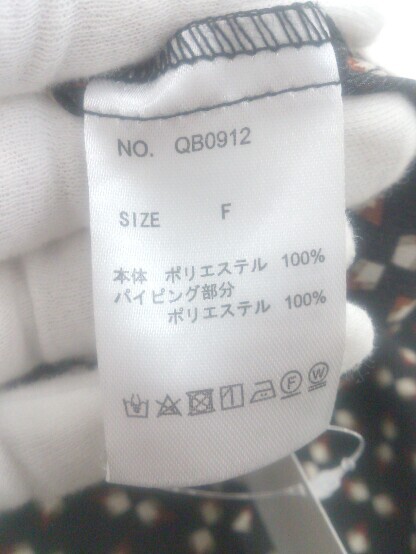 NO. QB0912
SIZE F
本体 ポリエステル 100%
パイピング部分
ポリエステル 100%
F W